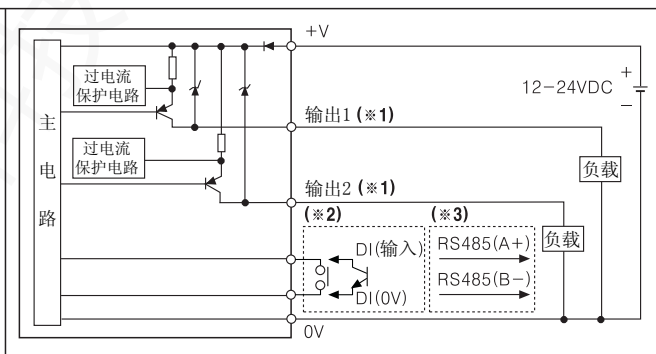 +V
过电流
保护电路
12-24VDC
+
−
主
电
路
输出1 (※1)
过电流
保护电路
负载
输出2 (※1)
(※2)
(※3)
负载
DI(输入)
RS485(A+)
RS485(B−)
DI(0V)
0V